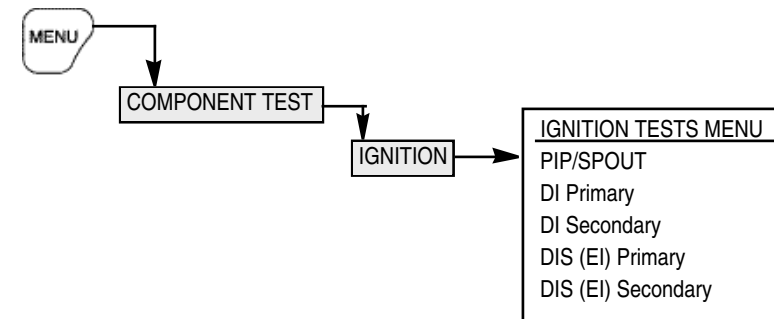 MENU
COMPONENT TEST
IGNITION
IGNITION TESTS MENU
PIP/SPOUT
DI Primary
DI Secondary
DIS (EI) Primary
DIS (EI) Secondary